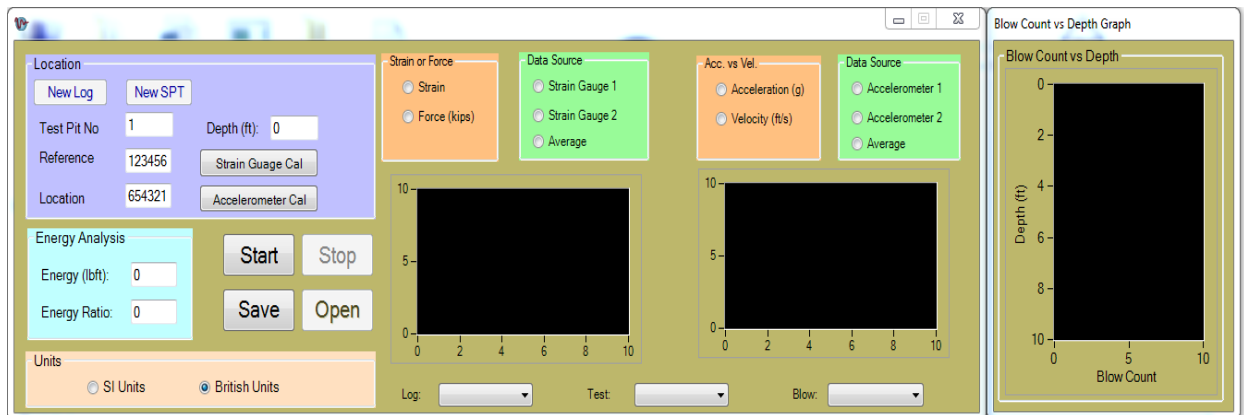 Location
New Log New SPT
Test Pit No 1 Depth (ft): 0
Reference 123456 Strain Guage Cal
Location 654321 Accelerometer Cal
Energy Analysis
Energy (lbft): 0
Energy Ratio: 0
Start Stop
Save Open
Units
SI Units British Units
Strain or Force
Strain
Force (kips)
Data Source
Strain Gauge 1
Strain Gauge 2
Average
10
5
0
0 2 4 6 8 10
Acc. vs Vel.
Acceleration (g)
Velocity (ft/s)
Data Source
Accelerometer 1
Accelerometer 2
Average
10
5
0
0 2 4 6 8 10
Log: Test: Blow:
Blow Count vs Depth Graph
Blow Count vs Depth
Depth (ft)
0
2
4
6
8
10
0 5 10
Blow Count